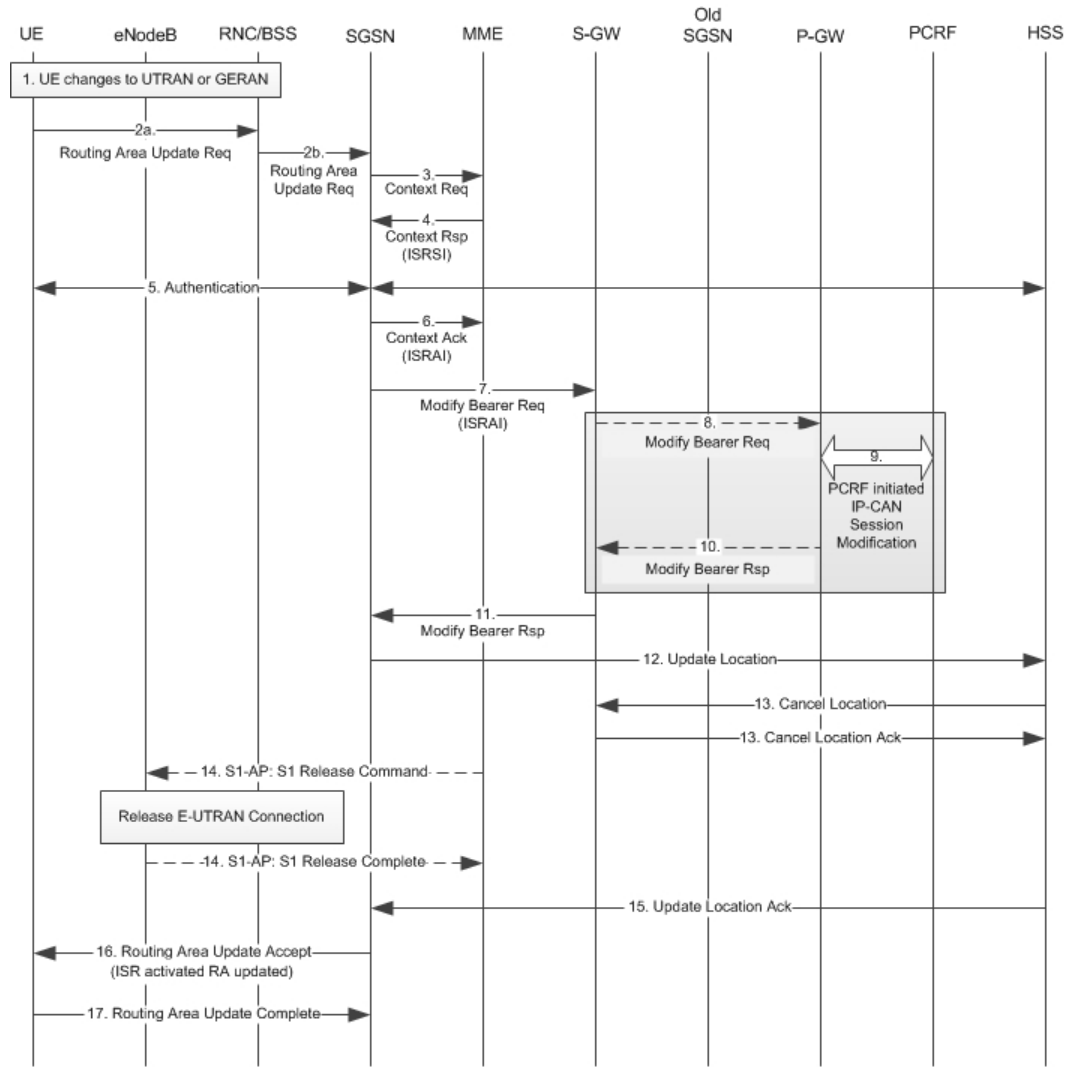 UE eNodeB RNC/BSS SGSN MME S-GW Old SGSN P-GW PCRF HSS
1. UE changes to UTRAN or GERAN
2a.
Routing Area Update Req
2b.
Routing Area
Update Req
3.
Context Req
4.
Context Rsp
(ISRSI)
5. Authentication
6.
Context Ack
(ISRAI)
7.
Modify Bearer Req
(ISRAI)
8.
Modify Bearer Req
9.
PCRF initiated
IP-CAN
Session
Modification
10.
Modify Bearer Rsp
11.
Modify Bearer Rsp
12. Update Location
13. Cancel Location
13. Cancel Location Ack
14. S1-AP: S1 Release Command
Release E-UTRAN Connection
14. S1-AP: S1 Release Complete
15. Update Location Ack
16. Routing Area Update Accept
(ISR activated RA updated)
17. Routing Area Update Complete